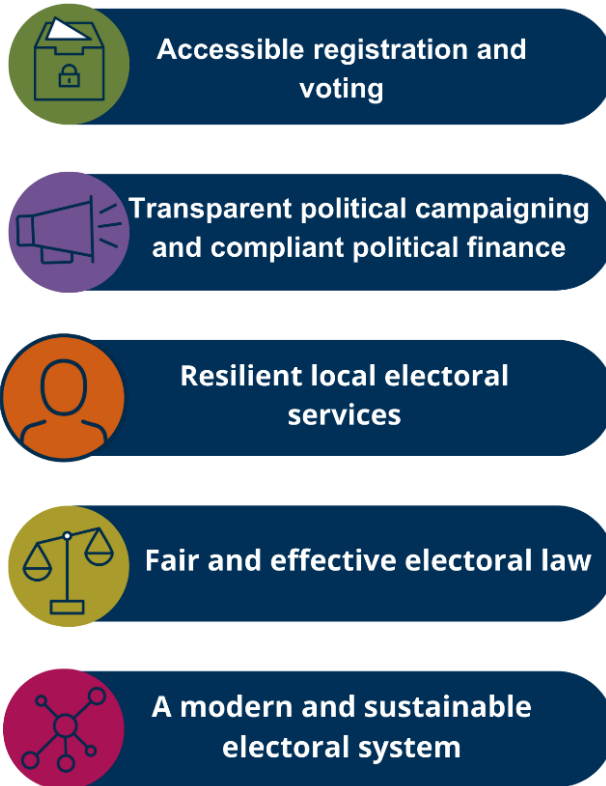 Accessible registration and
voting
Transparent political campaigning
and compliant political finance
Resilient local electoral
services
Fair and effective electoral law
A modern and sustainable
electoral system